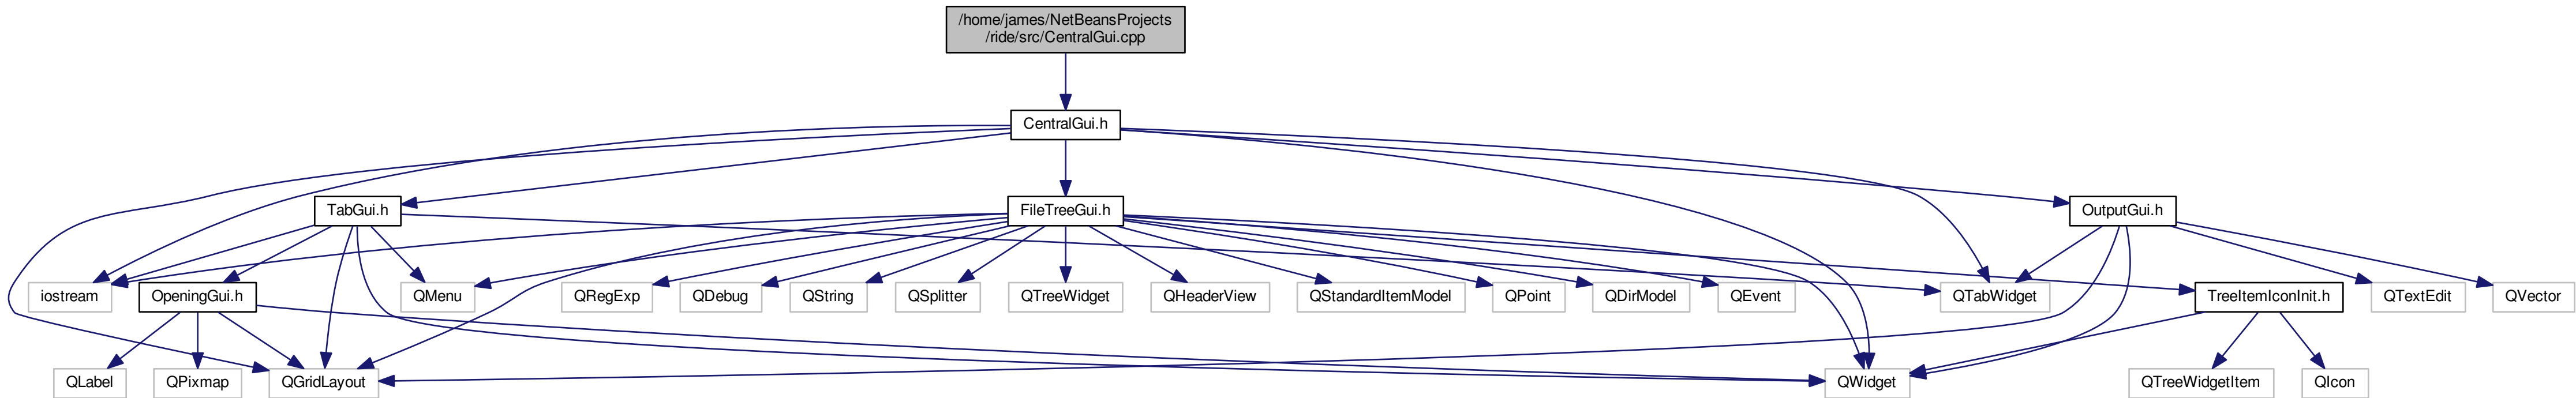 /home/james/NetBeansProjects
/ride/src/CentralGui.cpp
CentralGui.h
TabGui.h
FileTreeGui.h
OutputGui.h
iostream
OpeningGui.h
QMenu
QRegExp
QDebug
QString
QSplitter
QTreeWidget
QHeaderView
QStandardItemModel
QPoint
QDirModel
QEvent
QTabWidget
TreeItemIconInit.h
QTextEdit
QVector
QLabel
QPixmap
QGridLayout
QWidget
QTreeWidgetItem
QIcon